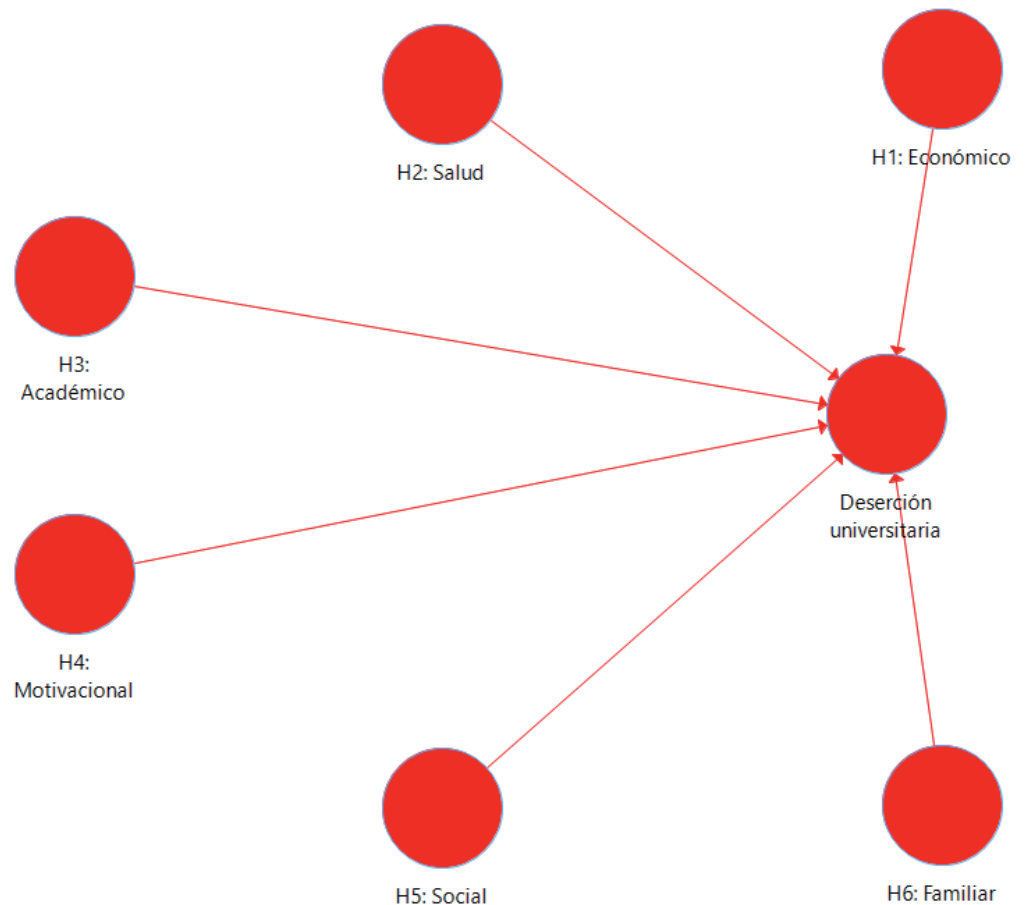 H1: Económico
H2: Salud
H3:
Académico
Deserción
universitaria
H4:
Motivacional
H5: Social
H6: Familiar